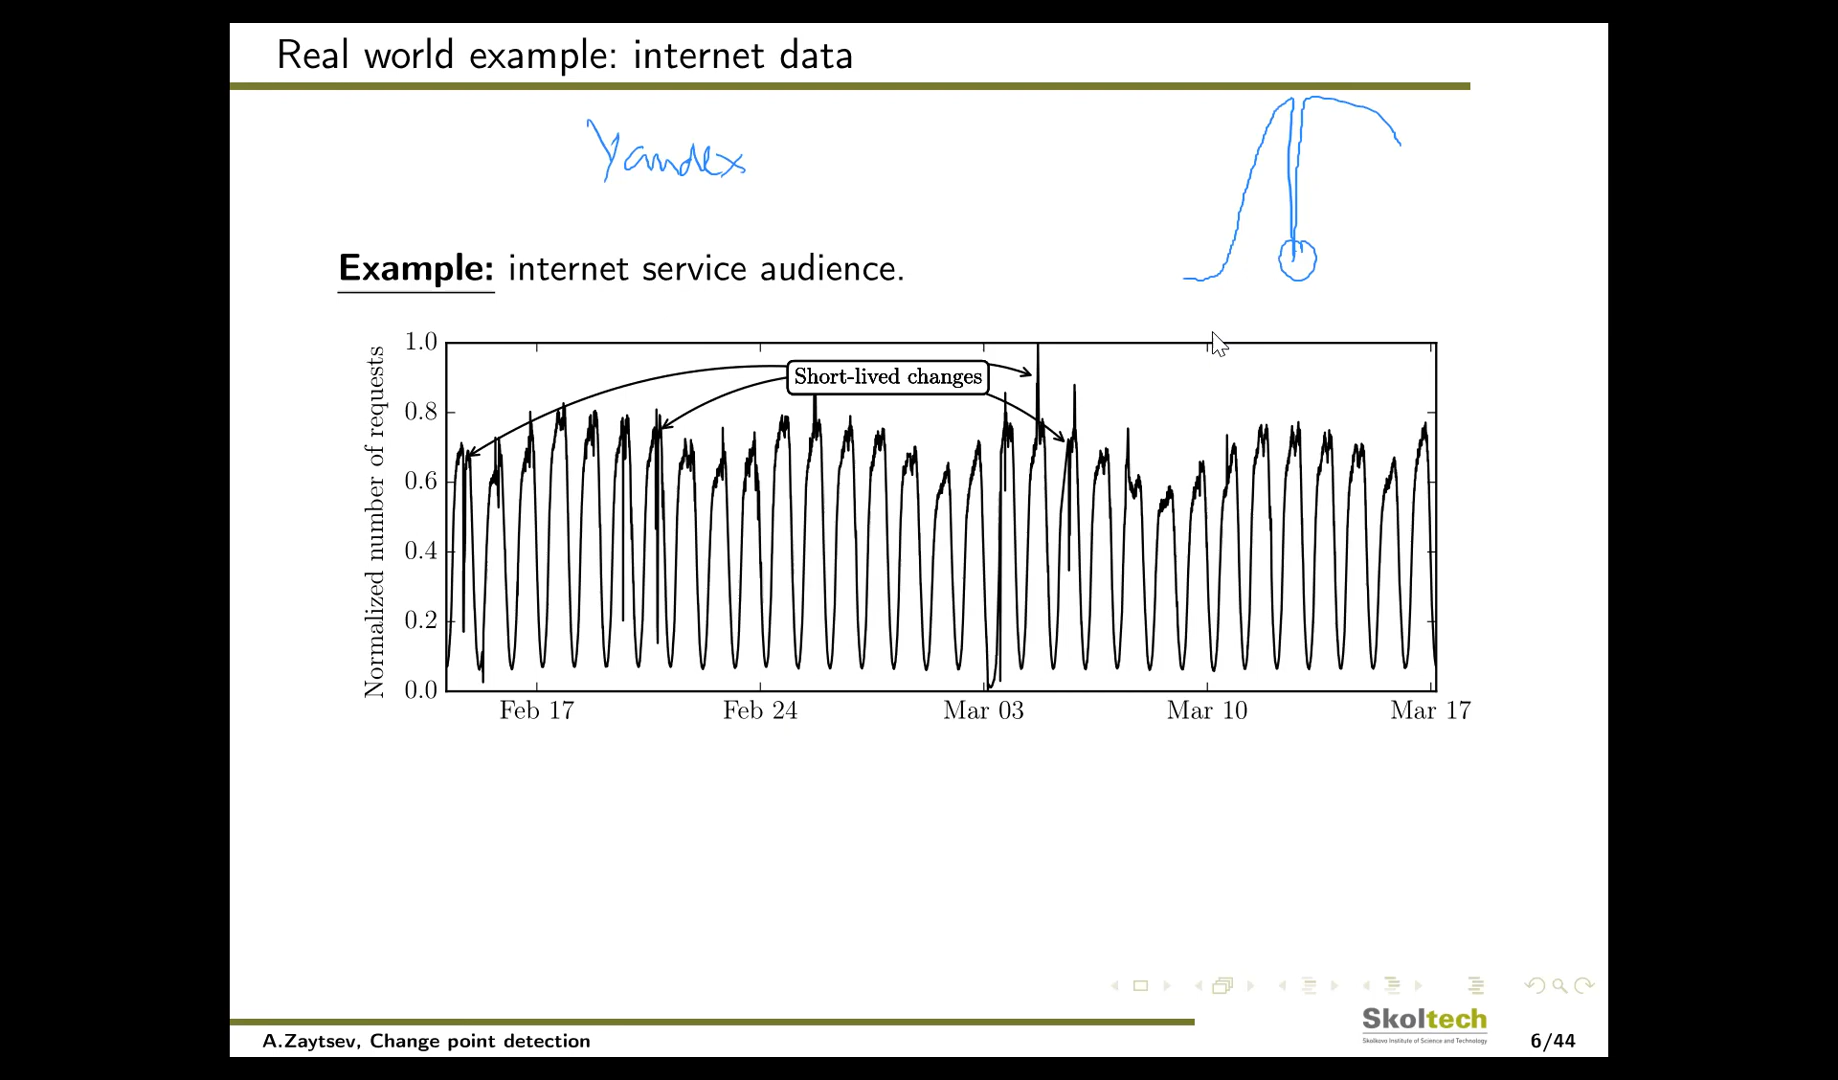 Real world example: internet data
Yandex
Example: internet service audience.
Normalized number of requests
1.0
0.8
0.6
0.4
0.2
0.0
Short-lived changes
Feb 17
Feb 24
Mar 03
Mar 10
Mar 17
Skoltech
Skolkovo Institute of Science and Technology
A.Zaytsev, Change point detection
6/44